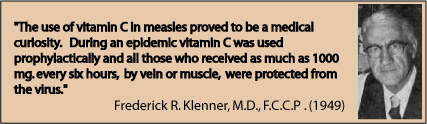 "The use of vitamin C in measles proved to be a medical
curiosity. During an epidemic vitamin C was used
prophylactically and all those who received as much as 1000
mg. every six hours, by vein or muscle, were protected from
the virus."
Frederick R. Klenner, M.D., F.C.C.P . (1949)